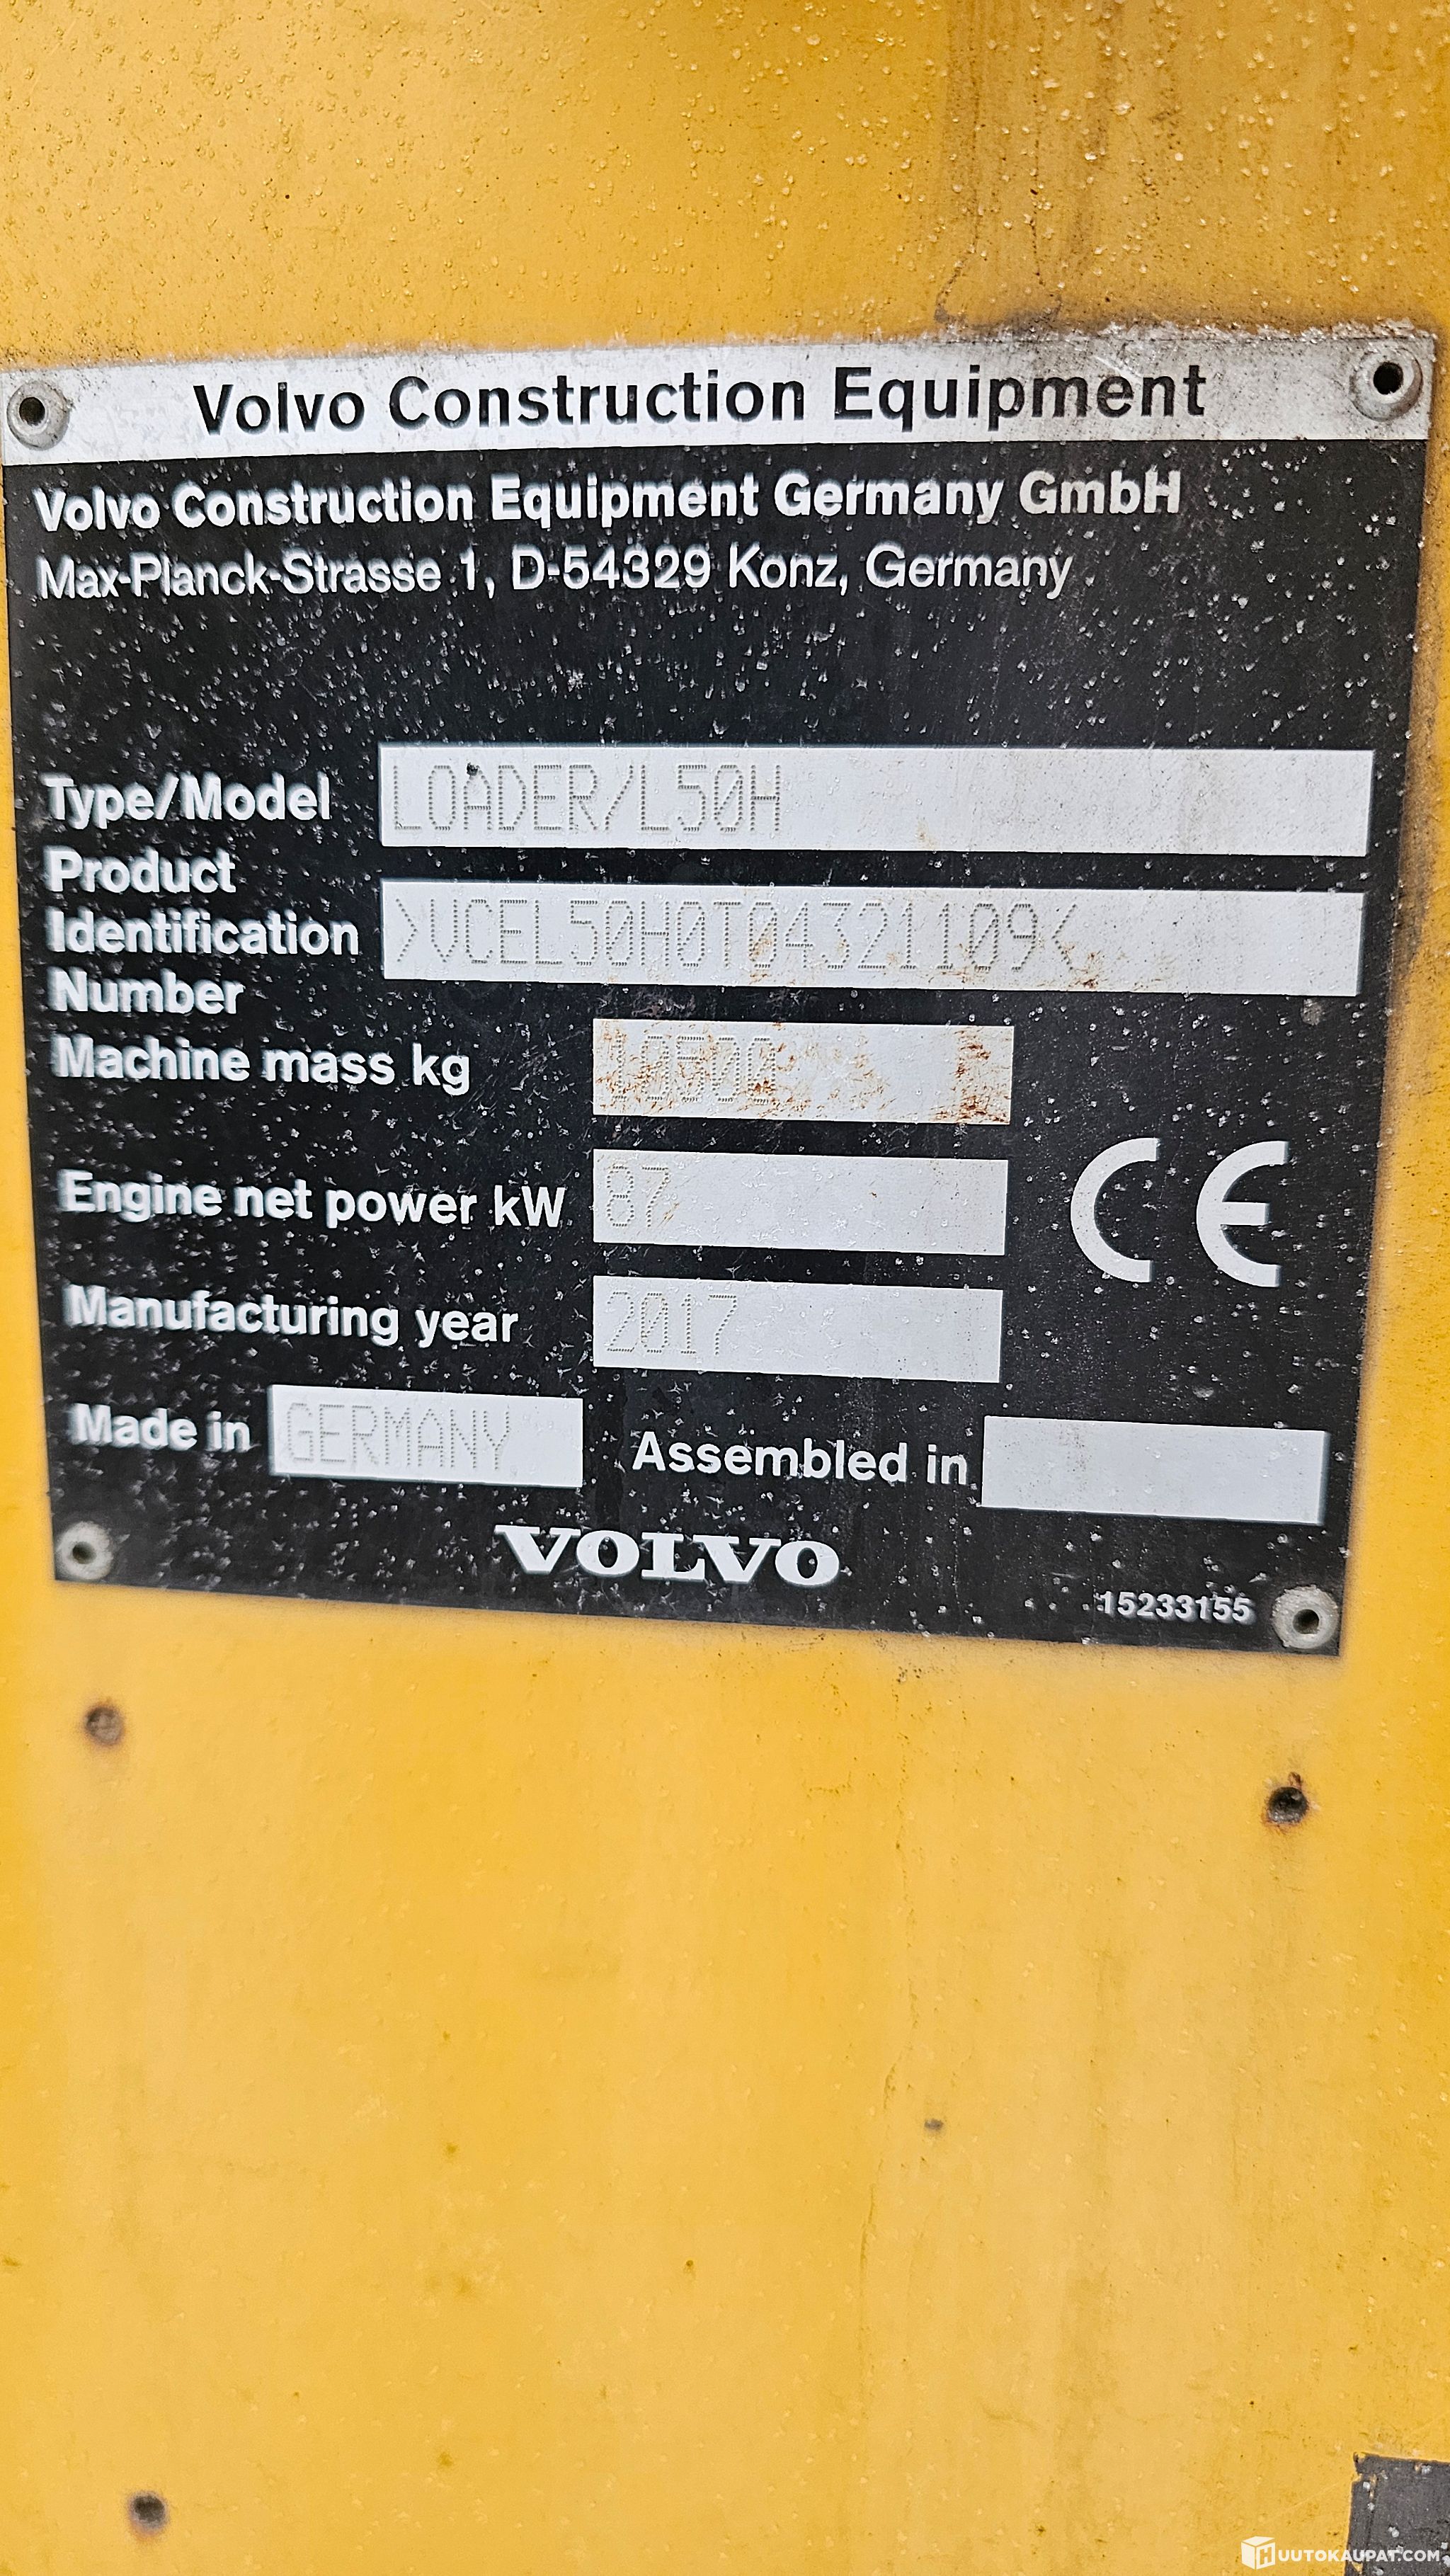 Volvo Construction Equipment
Volvo Construction Equipment Germany GmbH
Max-Planck-Strasse 1, D-54329 Konz, Germany
Type/Model LOADER/L50H
Product Identification Number >VCEL50H0T04321109<
Machine mass kg
Engine net power kW 87
Manufacturing year 2017
CE
Made in GERMANY Assembled in
VOLVO
15233155
HUUTOKAUPAT.COM